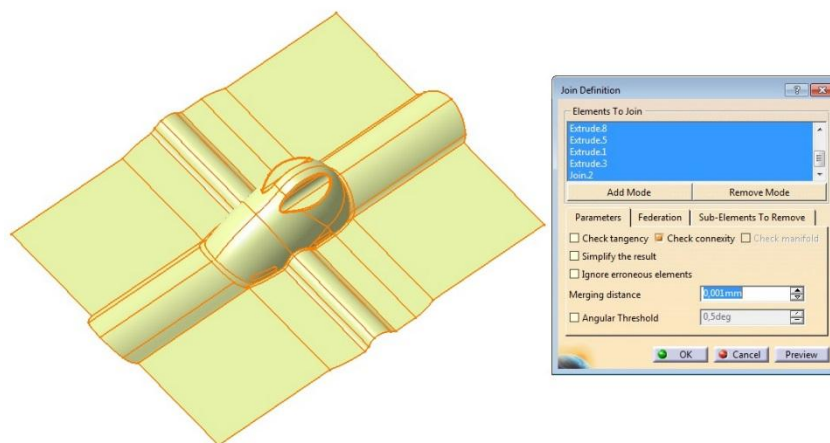 Join Definition
Elements To Join
Extrude.8
Extrude.5
Extrude.1
Extrude.3
Join.2
Add Mode Remove Mode
Parameters Federation Sub-Elements To Remove
Check tangency Check connexity Check manifold
Simplify the result
Ignore erroneous elements
Merging distance 0,001mm
Angular Threshold 0,5deg
OK Cancel Preview